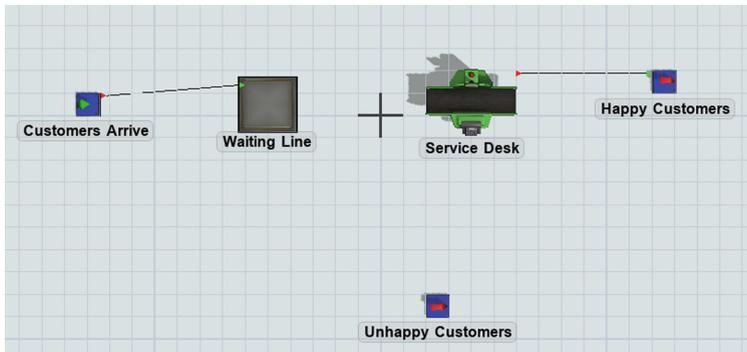 Customers Arrive
Waiting Line
Service Desk
Happy Customers
Unhappy Customers